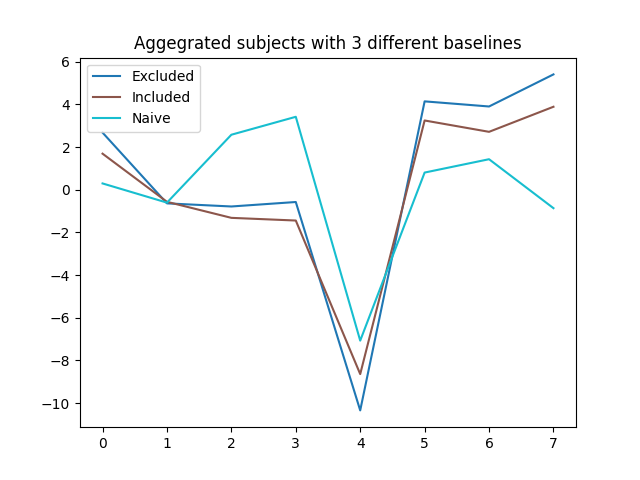 Aggegrated subjects with 3 different baselines
6
4
2
0
−2
−4
−6
−8
−10
Excluded
Included
Naive
0 1 2 3 4 5 6 7